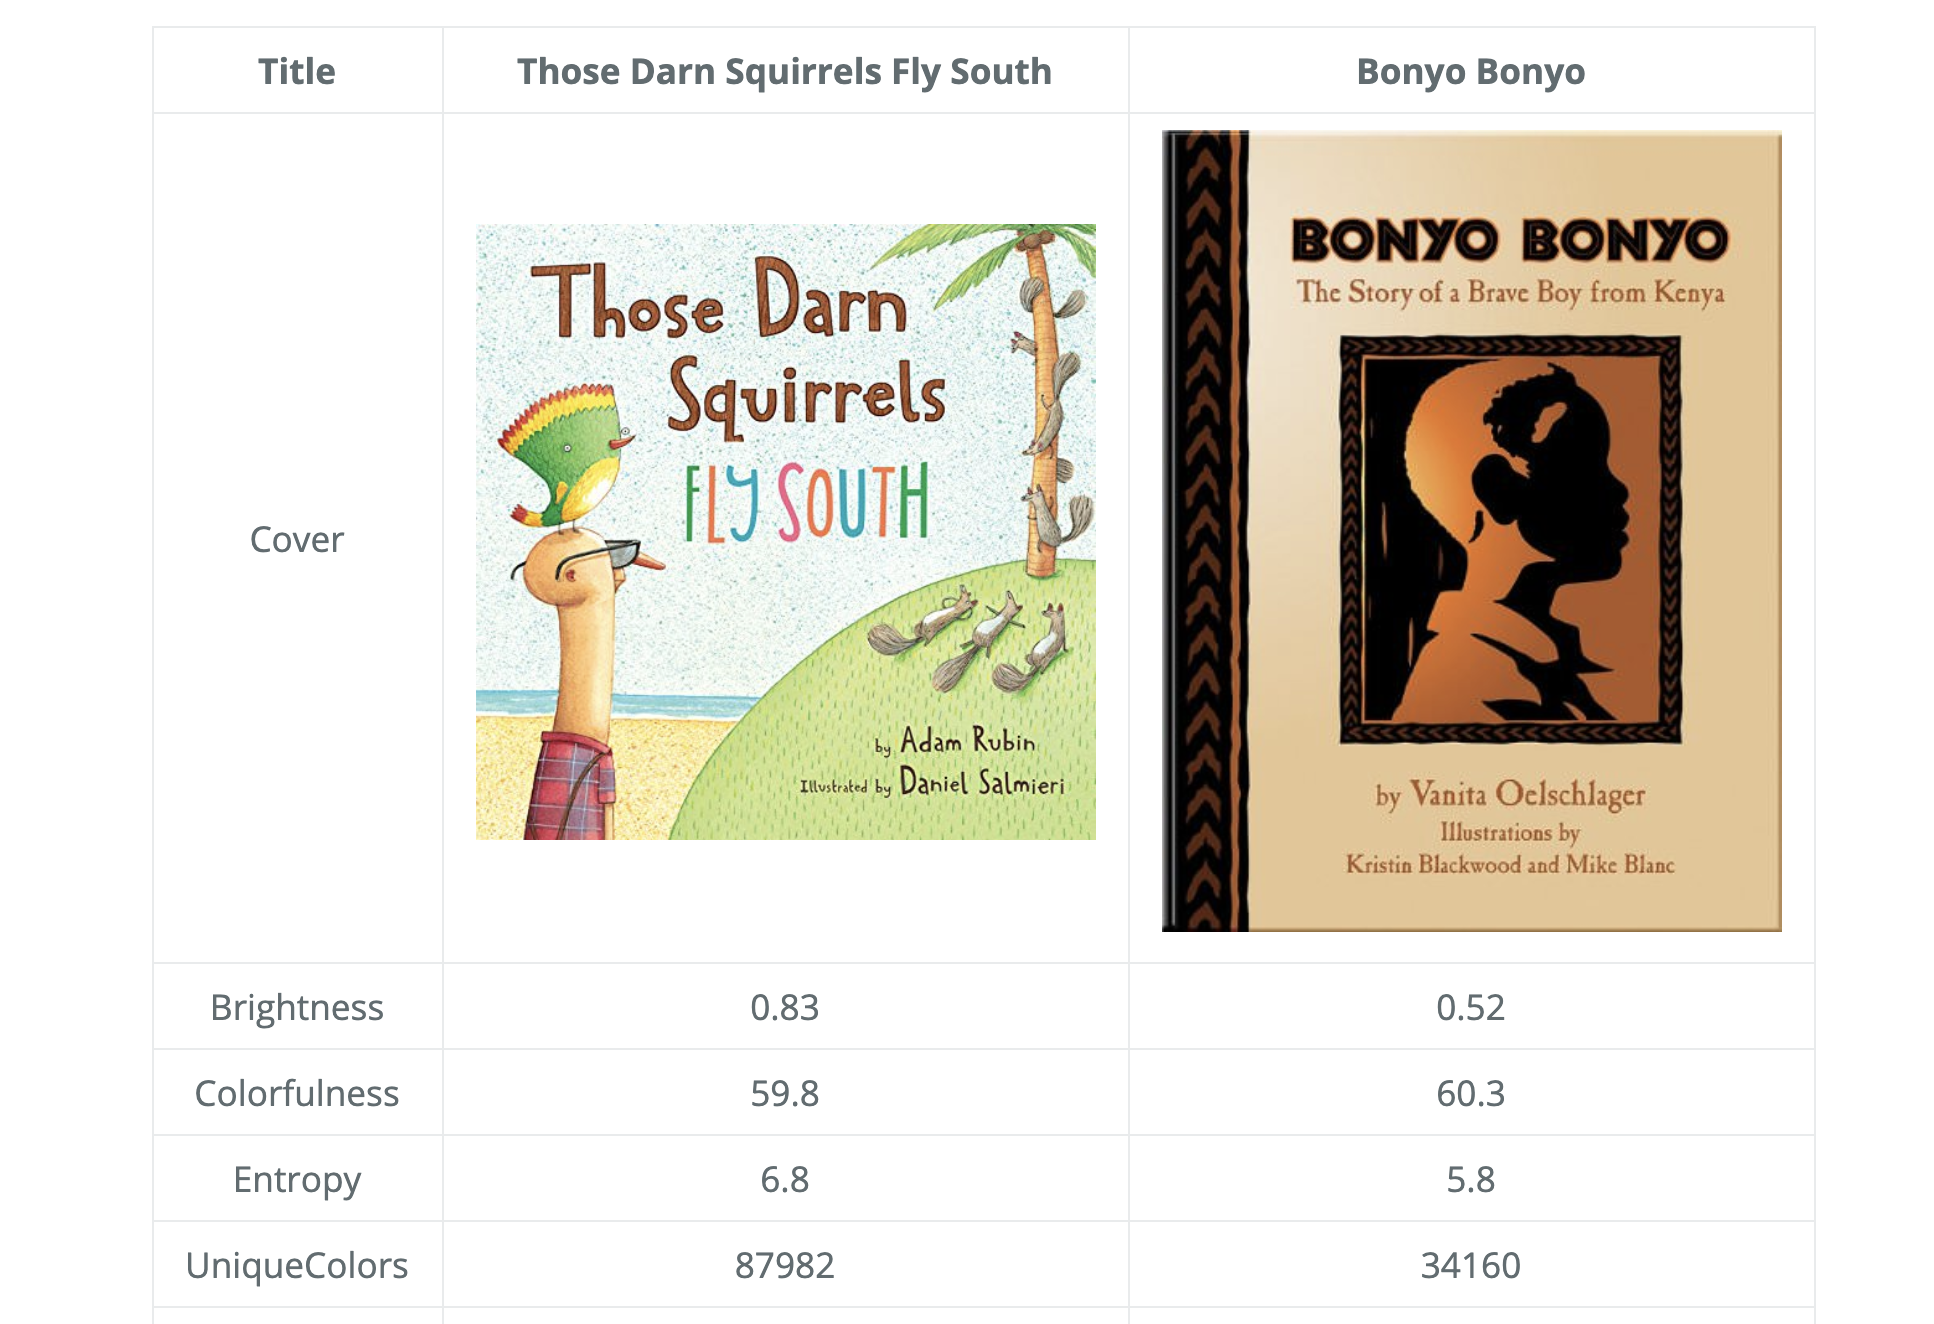 Title
Those Darn Squirrels Fly South
Bonyo Bonyo
Cover
Those Darn
Squirrels
FLY SOUTH
by Adam Rubin
Illustrated by Daniel Salmieri
BONYO BONYO
The Story of a Brave Boy from Kenya
by Vanita Oelschlager
Illustrations by
Kristin Blackwood and Mike Blanc
Brightness
0.83
0.52
Colorfulness
59.8
60.3
Entropy
6.8
5.8
UniqueColors
87982
34160